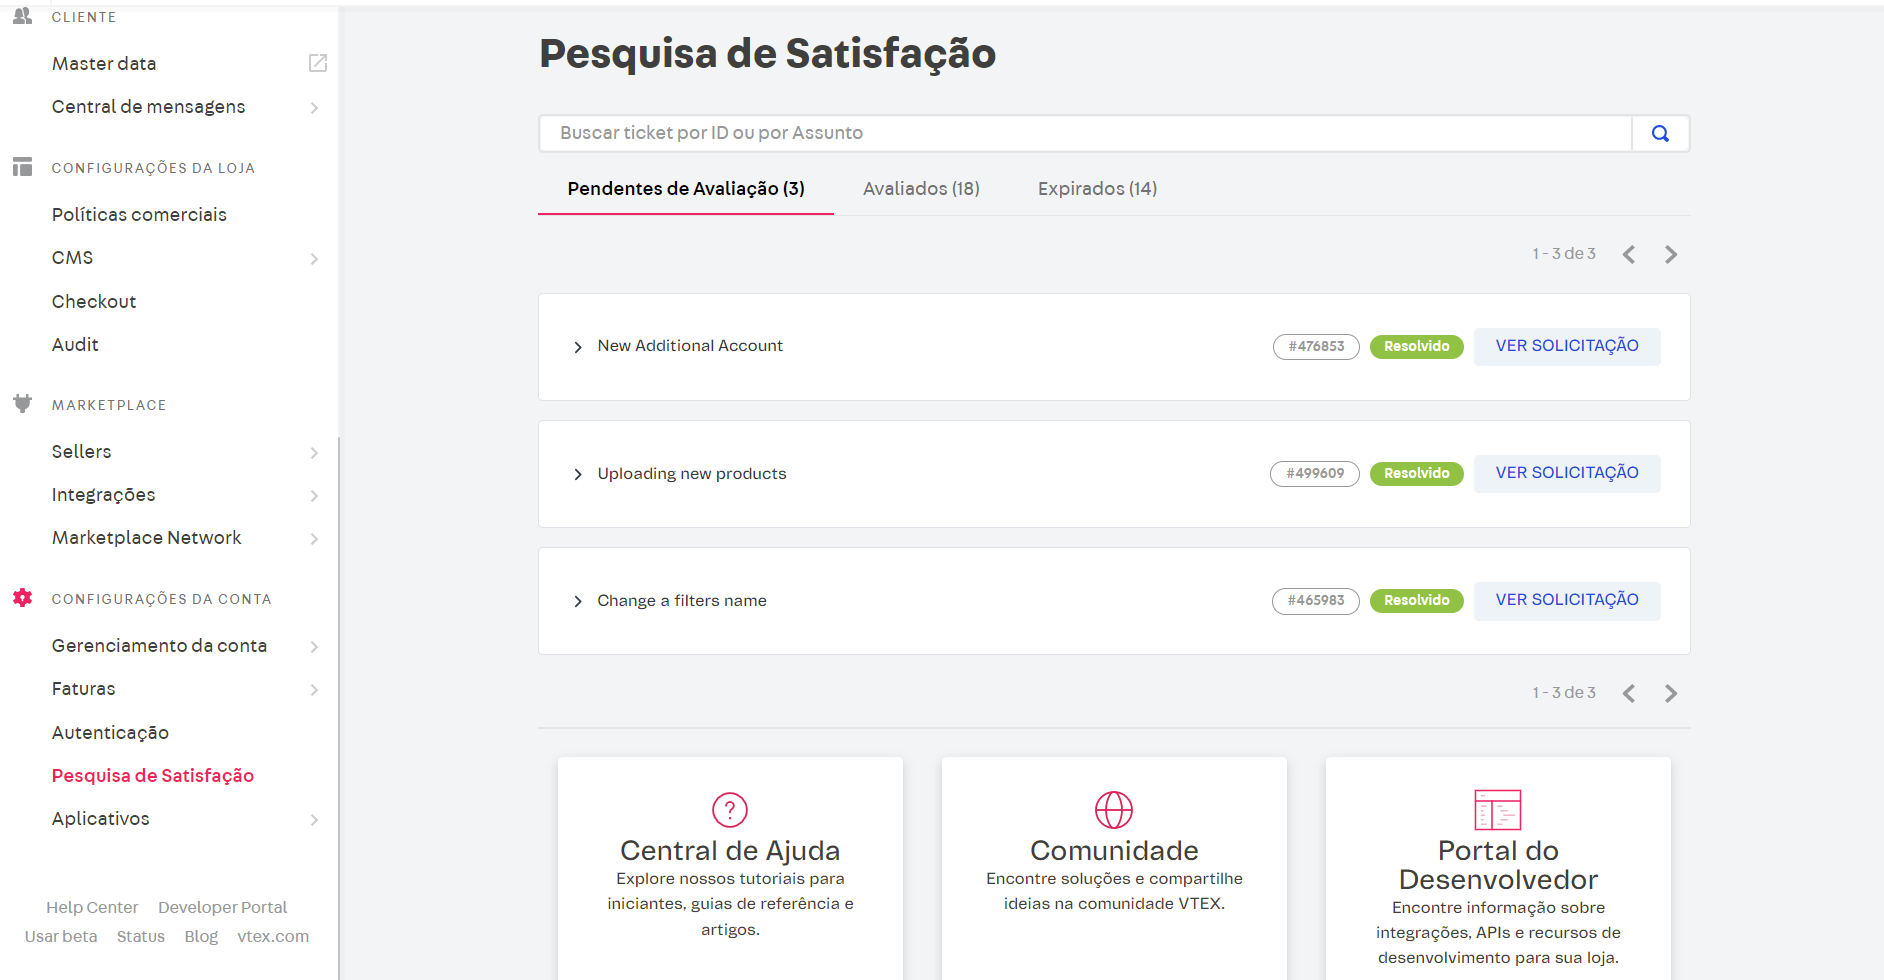 CLIENTE
Master data
Central de mensagens
CONFIGURAÇÕES DA LOJA
Políticas comerciais
CMS
Checkout
Audit
MARKETPLACE
Sellers
Integrações
Marketplace Network
CONFIGURAÇÕES DA CONTA
Gerenciamento da conta
Faturas
Autenticação
Pesquisa de Satisfação
Aplicativos
Help Center Developer Portal
Usar beta Status Blog vtex.com
Pesquisa de Satisfação
Buscar ticket por ID ou por Assunto
Pendentes de Avaliação (3) Avaliados (18) Expirados (14)
1 - 3 de 3
New Additional Account #476853 Resolvido VER SOLICITAÇÃO
Uploading new products #499609 Resolvido VER SOLICITAÇÃO
Change a filters name #465983 Resolvido VER SOLICITAÇÃO
1 - 3 de 3
Central de Ajuda
Explore nossos tutoriais para
iniciantes, guias de referência e
artigos.
Comunidade
Encontre soluções e compartilhe
ideias na comunidade VTEX.
Portal do
Desenvolvedor
Encontre informação sobre
integrações, APIs e recursos de
desenvolvimento para sua loja.